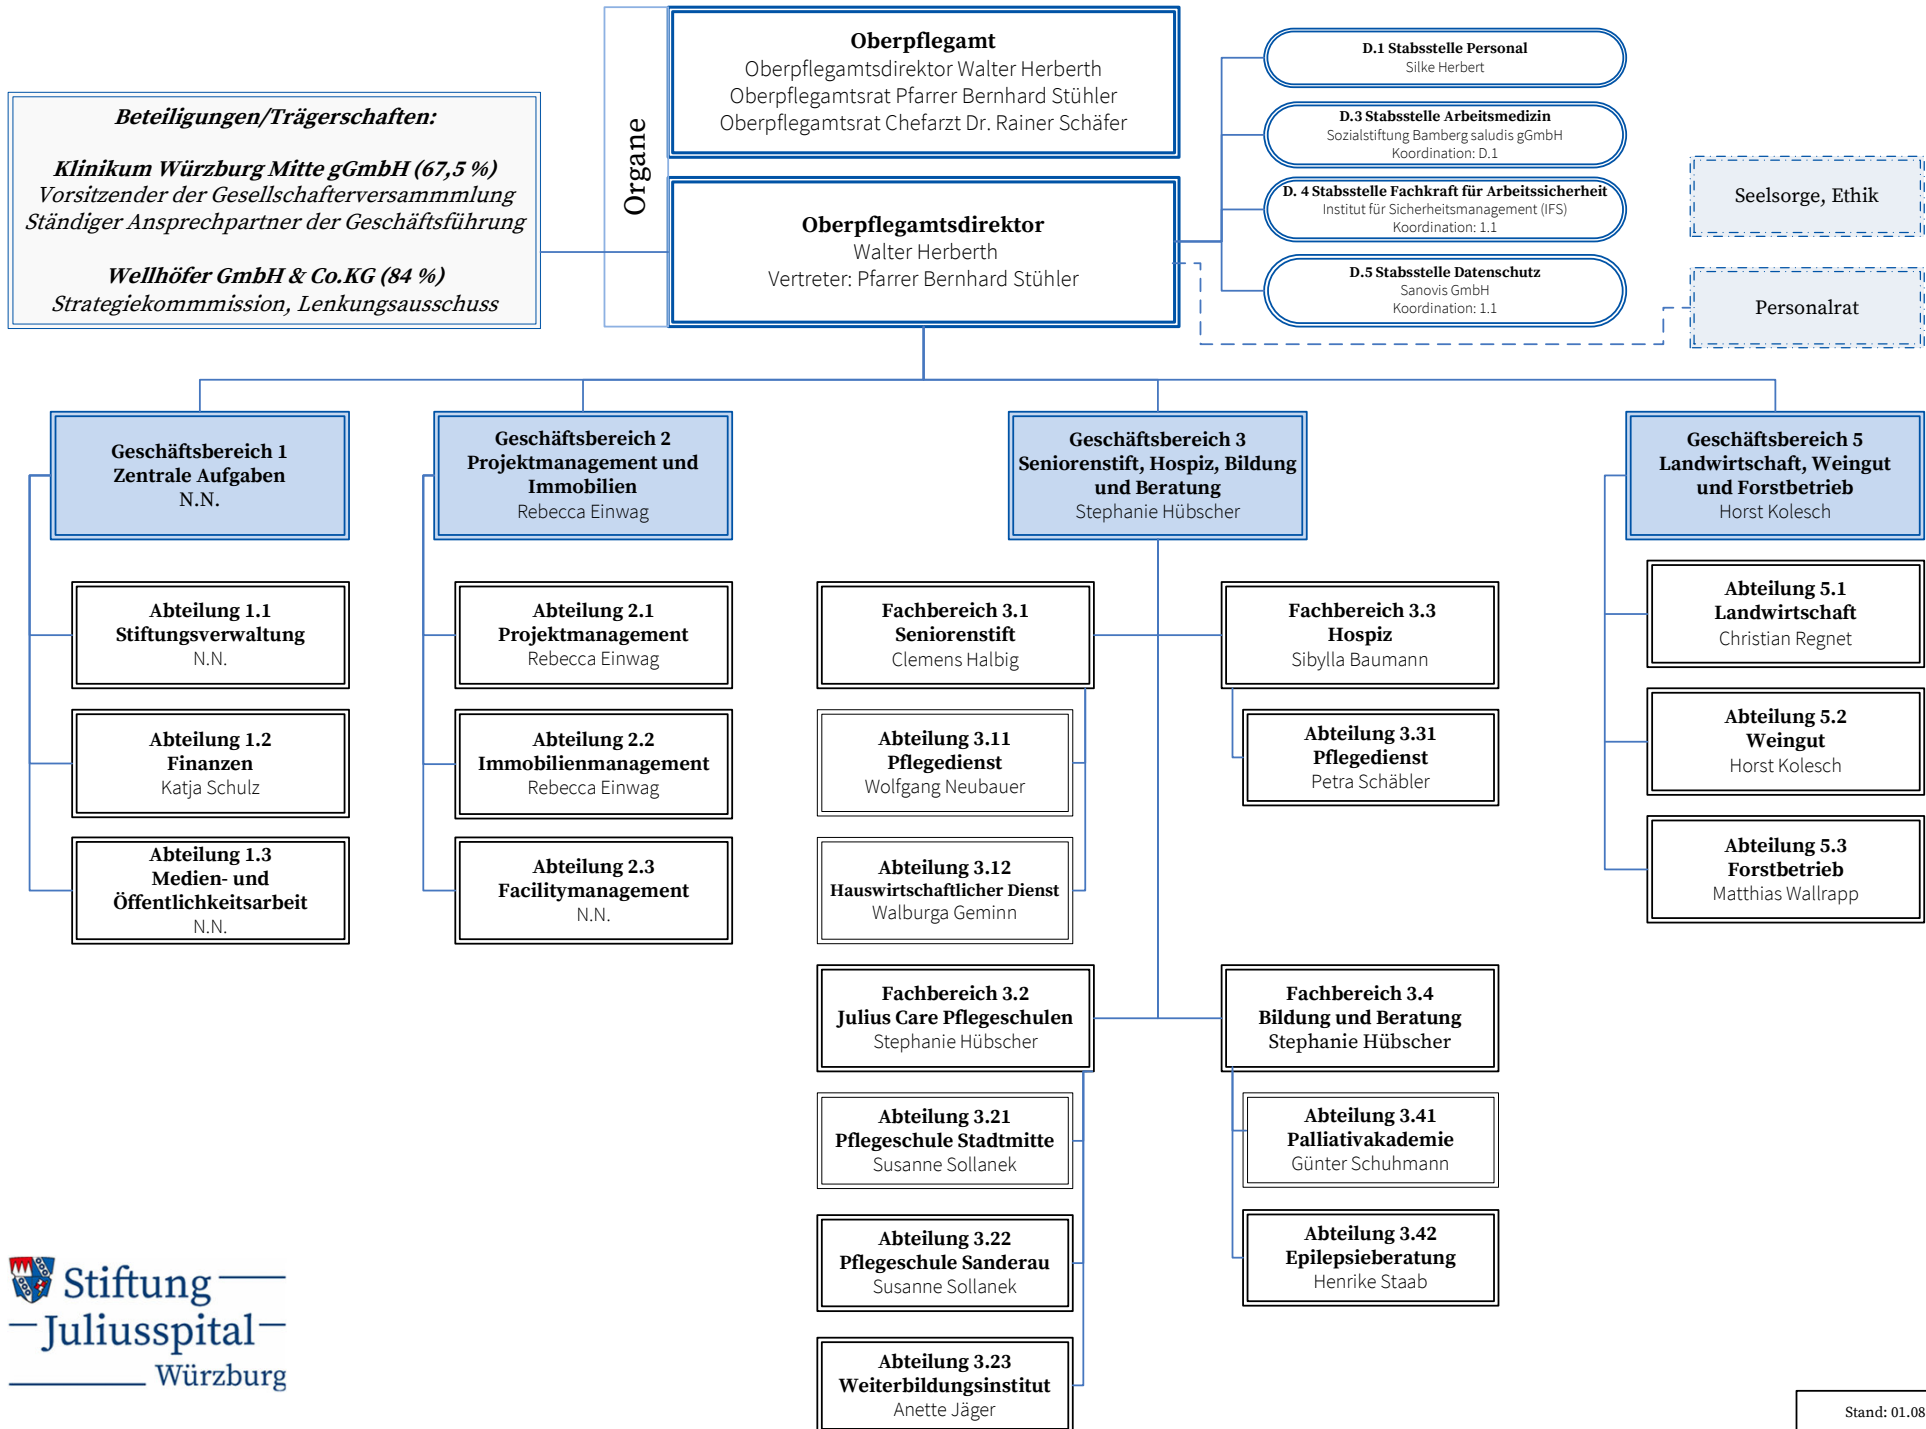 Oberpflegamt
Oberpflegamtsdirektor Walter Herberth
Oberpflegamtsrat Pfarrer Bernhard Stühler
Oberpflegamtsrat Chefarzt Dr. Rainer Schäfer
Organe
Oberpflegamtsdirektor
Walter Herberth
Vertreter: Pfarrer Bernhard Stühler
Beteiligungen/Trägerschaften:
Klinikum Würzburg Mitte gGmbH (67,5 %)
Vorsitzender der Gesellschafterversammmlung
Ständiger Ansprechpartner der Geschäftsführung
Wellhöfer GmbH & Co.KG (84 %)
Strategiekommmission, Lenkungsausschuss
D.1 Stabsstelle Personal
Silke Herbert
D.3 Stabsstelle Arbeitsmedizin
Sozialstiftung Bamberg saludis gGmbH
Koordination: D.1
D. 4 Stabsstelle Fachkraft für Arbeitssicherheit
Institut für Sicherheitsmanagement (IFS)
Koordination: 1.1
D.5 Stabsstelle Datenschutz
Sanovis GmbH
Koordination: 1.1
Seelsorge, Ethik
Personalrat
Geschäftsbereich 1
Zentrale Aufgaben
N.N.
Abteilung 1.1
Stiftungsverwaltung
N.N.
Abteilung 1.2
Finanzen
Katja Schulz
Abteilung 1.3
Medien- und
Öffentlichkeitsarbeit
N.N.
Geschäftsbereich 2
Projektmanagement und
Immobilien
Rebecca Einwag
Abteilung 2.1
Projektmanagement
Rebecca Einwag
Abteilung 2.2
Immobilienmanagement
Rebecca Einwag
Abteilung 2.3
Facilitymanagement
N.N.
Geschäftsbereich 3
Seniorenstift, Hospiz, Bildung
und Beratung
Stephanie Hübscher
Fachbereich 3.1
Seniorenstift
Clemens Halbig
Abteilung 3.11
Pflegedienst
Wolfgang Neubauer
Abteilung 3.12
Hauswirtschaftlicher Dienst
Walburga Geminn
Fachbereich 3.3
Hospiz
Sibylla Baumann
Abteilung 3.31
Pflegedienst
Petra Schäbler
Fachbereich 3.2
Julius Care Pflegeschulen
Stephanie Hübscher
Abteilung 3.21
Pflegeschule Stadtmitte
Susanne Sollanek
Abteilung 3.22
Pflegeschule Sanderau
Susanne Sollanek
Abteilung 3.23
Weiterbildungsinstitut
Anette Jäger
Fachbereich 3.4
Bildung und Beratung
Stephanie Hübscher
Abteilung 3.41
Palliativakademie
Günter Schuhmann
Abteilung 3.42
Epilepsieberatung
Henrike Staab
Geschäftsbereich 5
Landwirtschaft, Weingut
und Forstbetrieb
Horst Kolesch
Abteilung 5.1
Landwirtschaft
Christian Regnet
Abteilung 5.2
Weingut
Horst Kolesch
Abteilung 5.3
Forstbetrieb
Matthias Wallrapp
Stiftung
Juliusspital
Würzburg
Stand: 01.08